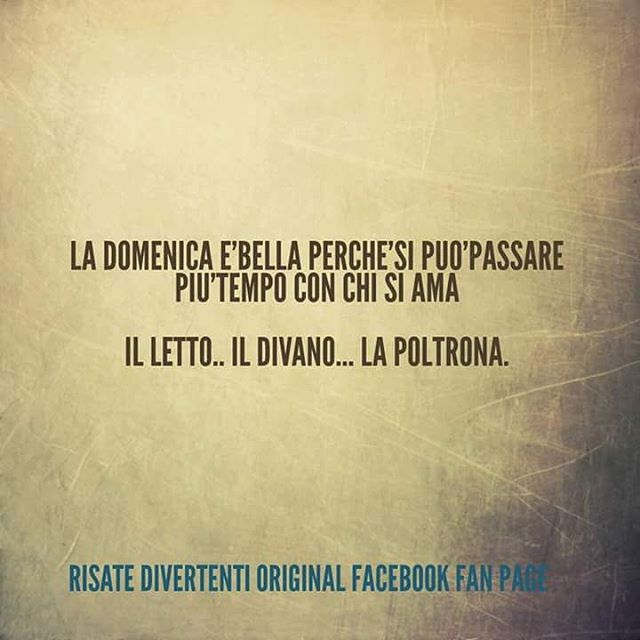 LA DOMENICA E'BELLA PERCHE'SI PUO'PASSARE
PIU'TEMPO CON CHI SI AMA
IL LETTO.. IL DIVANO... LA POLTRONA.
RISATE DIVERTENTI ORIGINAL FACEBOOK FAN PAGE